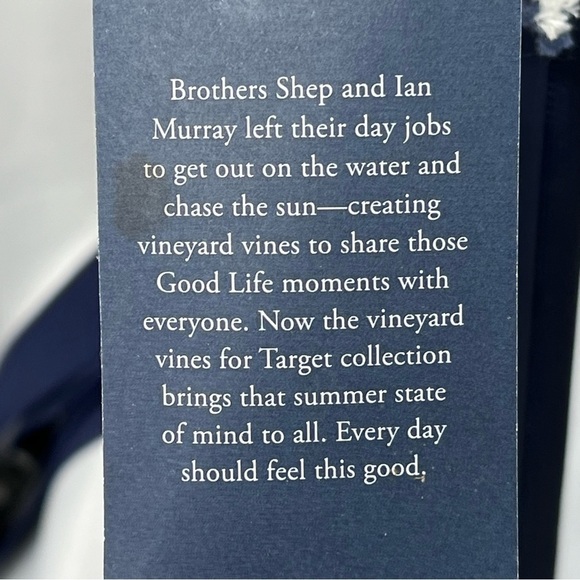 Brothers Shep and Ian
Murray left their day jobs
to get out on the water and
chase the sun—creating
vineyard vines to share those
Good Life moments with
everyone. Now the vineyard
vines for Target collection
brings that summer state
of mind to all. Every day
should feel this good.